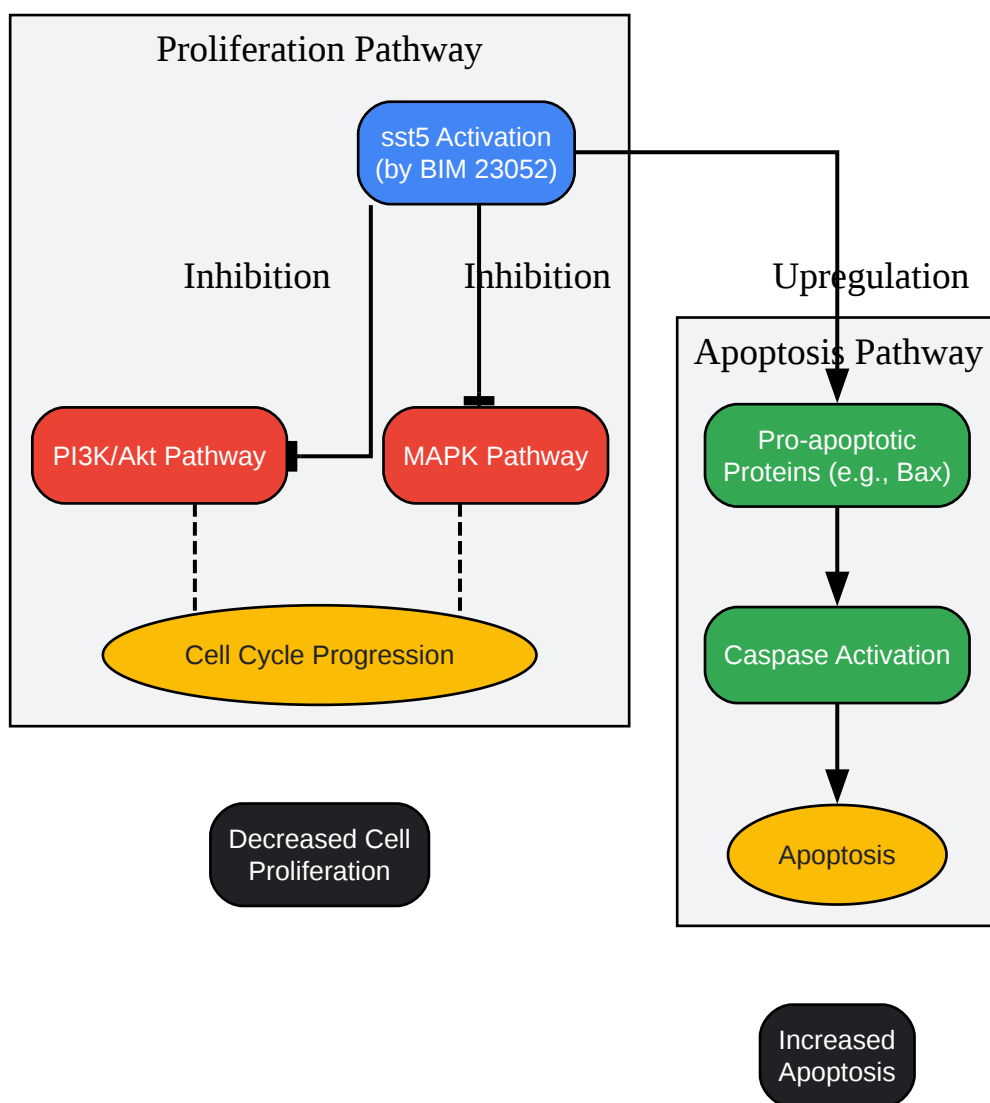 Proliferation Pathway
sst5 Activation
(by BIM 23052)
Inhibition
Inhibition
Upregulation
Apoptosis Pathway
PI3K/Akt Pathway
MAPK Pathway
Pro-apoptotic
Proteins (e.g., Bax)
Cell Cycle Progression
Caspase Activation
Decreased Cell
Proliferation
Apoptosis
Increased
Apoptosis